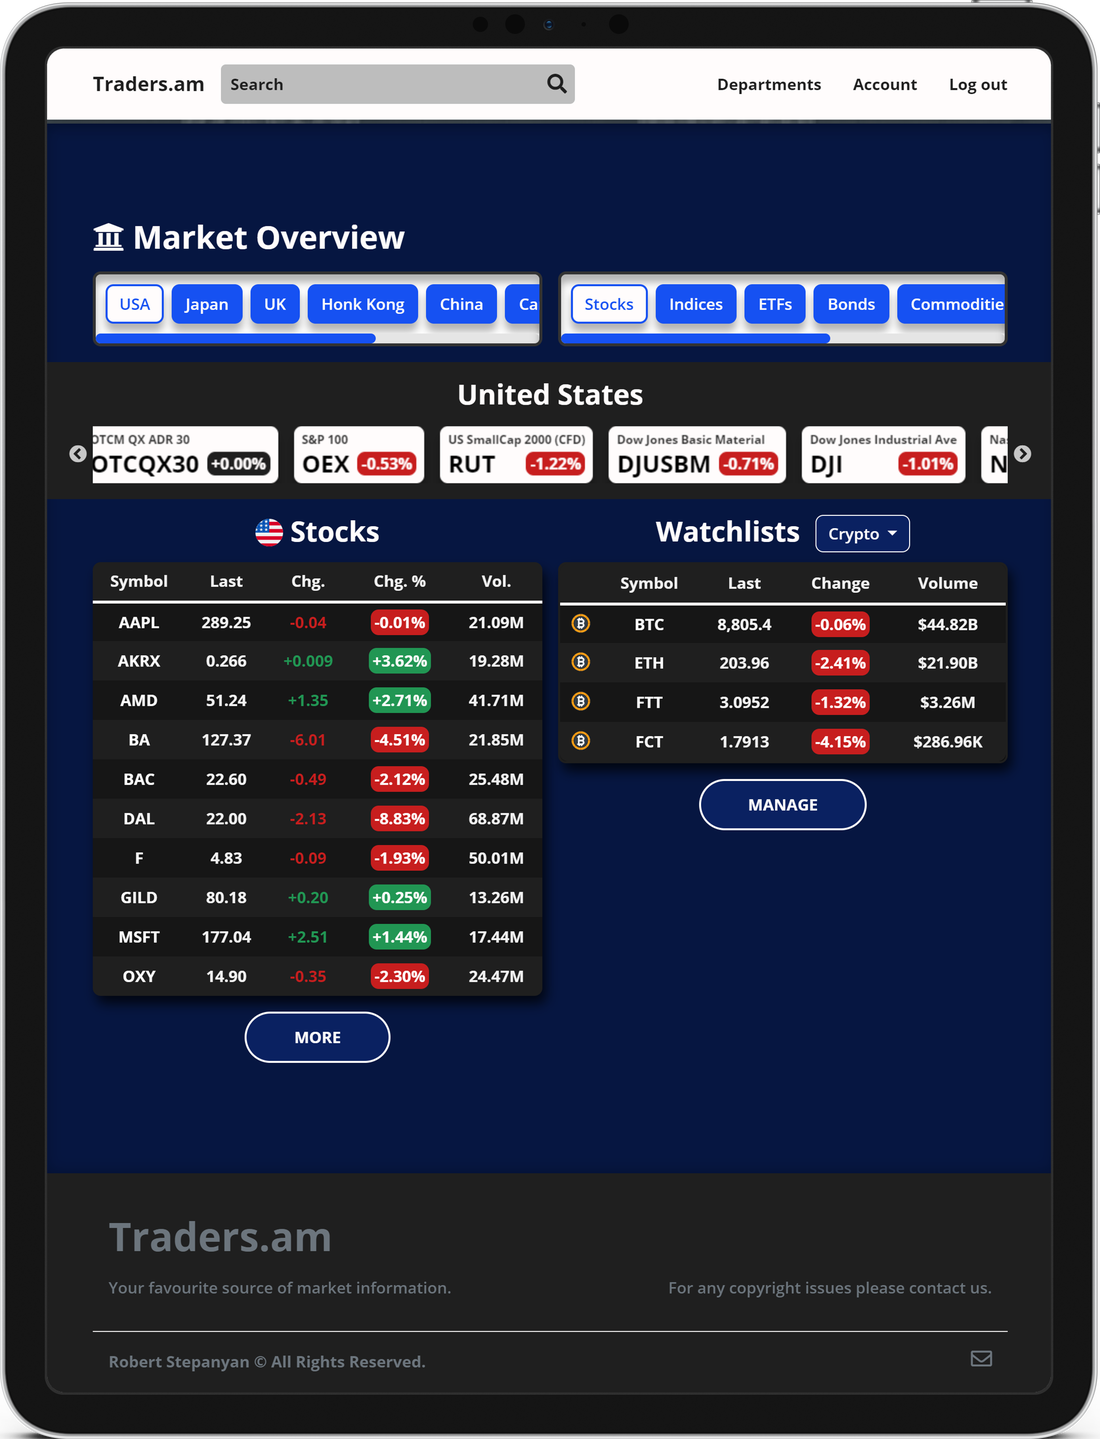 Traders.am Search Departments Account Log out
Market Overview
USA Japan UK Honk Kong China Ca
Stocks Indices ETFs Bonds Commoditie
United States
OTCM QX ADR 30
OTCQX30 +0.00%
S&P 100
OEX -0.53%
US SmallCap 2000 (CFD)
RUT -1.22%
Dow Jones Basic Material
DJUSBM -0.71%
Dow Jones Industrial Ave
DJI -1.01%
Na
N
Stocks
Symbol Last Chg. Chg. % Vol.
AAPL 289.25 -0.04 -0.01% 21.09M
AKRX 0.266 +0.009 +3.62% 19.28M
AMD 51.24 +1.35 +2.71% 41.71M
BA 127.37 -6.01 -4.51% 21.85M
BAC 22.60 -0.49 -2.12% 25.48M
DAL 22.00 -2.13 -8.83% 68.87M
F 4.83 -0.09 -1.93% 50.01M
GILD 80.18 +0.20 +0.25% 13.26M
MSFT 177.04 +2.51 +1.44% 17.44M
OXY 14.90 -0.35 -2.30% 24.47M
MORE
Watchlists Crypto
Symbol Last Change Volume
BTC 8,805.4 -0.06% $44.82B
ETH 203.96 -2.41% $21.90B
FTT 3.0952 -1.32% $3.26M
FCT 1.7913 -4.15% $286.96K
MANAGE
Traders.am
Your favourite source of market information. For any copyright issues please contact us.
Robert Stepanyan © All Rights Reserved.